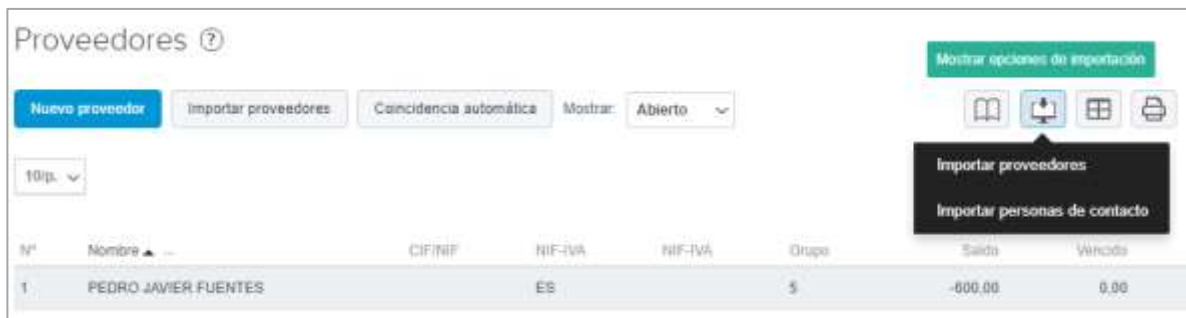 Proveedores ?
Mostrar opciones de importación
Nuevo proveedor Importar proveedores Coincidencia automática Mostrar: Abierto
Importar proveedores
10/p.
Importar personas de contacto
Nº Nombre ... CIF/NIF NIF-IVA NIF-IVA Grupo Saldo Vencido
1 PEDRO JAVIER FUENTES ES 5 -600,00 0,00